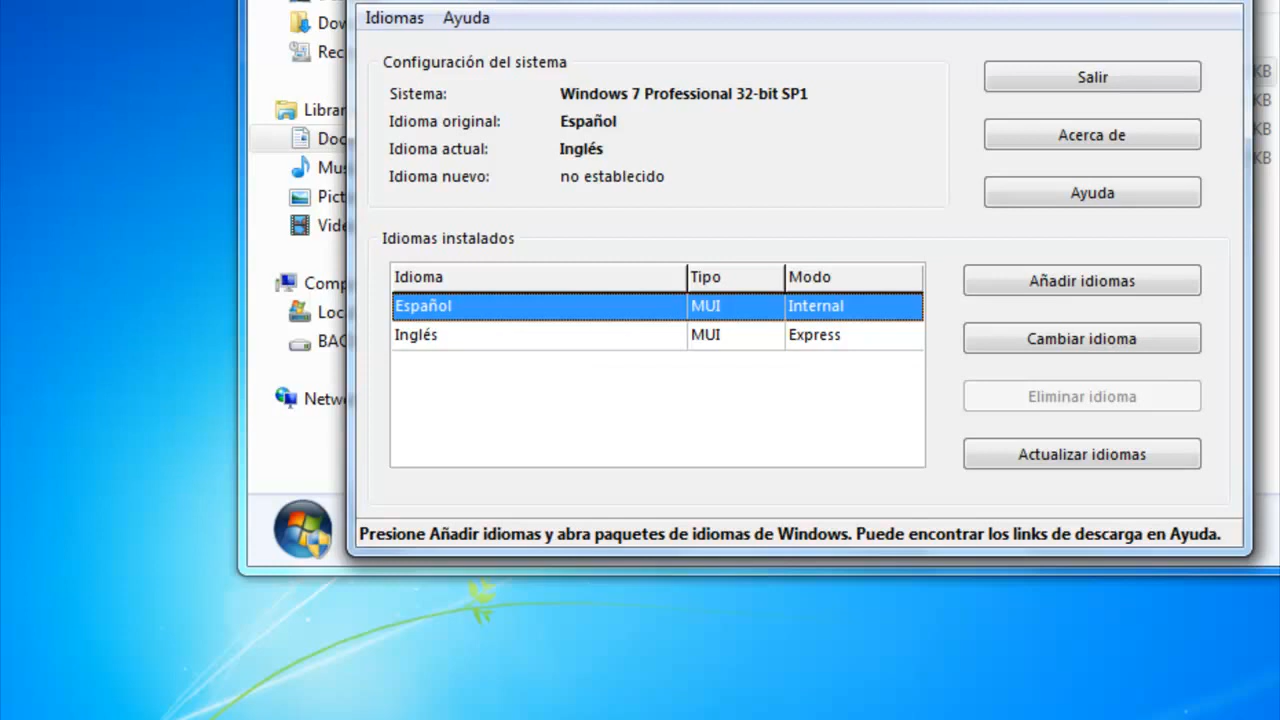 Idiomas Ayuda
Configuración del sistema
Sistema: Windows 7 Professional 32-bit SP1
Idioma original: Español
Idioma actual: Inglés
Idioma nuevo: no establecido
Salir
Acerca de
Ayuda
Idiomas instalados
Idioma Tipo Modo
Español MUI Internal
Inglés MUI Express
Añadir idiomas
Cambiar idioma
Eliminar idioma
Actualizar idiomas
Presione Añadir idiomas y abra paquetes de idiomas de Windows. Puede encontrar los links de descarga en Ayuda.
Dow
Rec
Librar
Doc
Mus
Pict
Vide
Comp
Loc
BAC
Netw
KB
KB
KB
KB